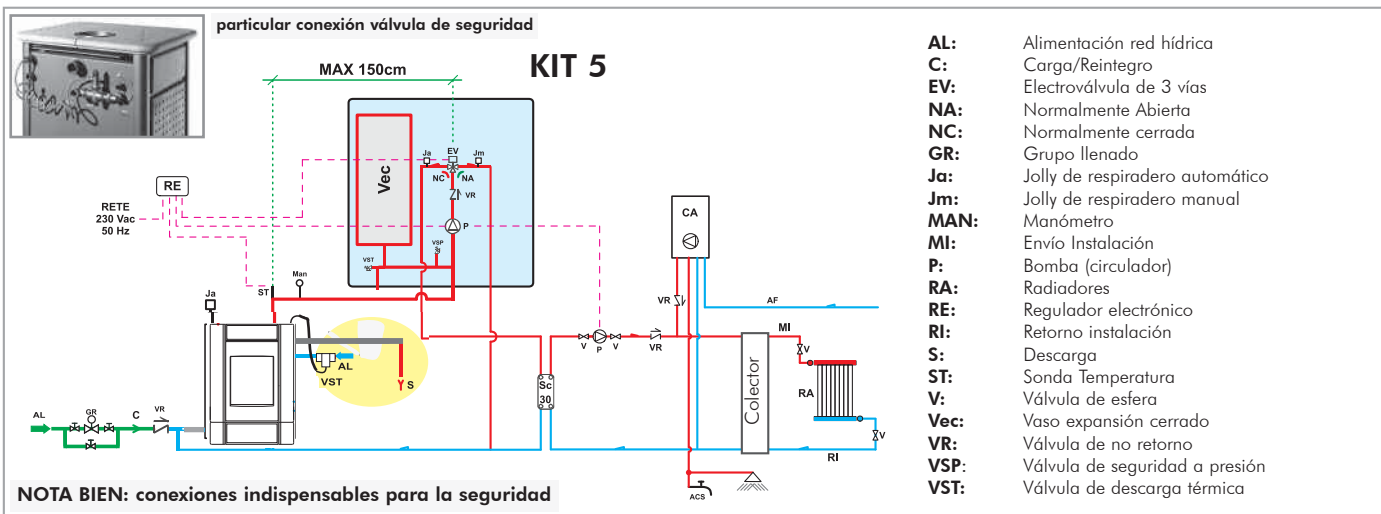 particular conexión válvula de seguridad
KIT 5
MAX 150cm
Vec
Ja
EV
Jm
NC
NA
VR
P
VSP
VST
RE
RETE
230 Vac
50 Hz
ST
Man
Ja
AL
VST
S
AL
GR
C
VR
CA
VR
AF
V
P
V
VR
MI
V
Sc
30
Colector
RA
V
RI
ACS
NOTA BIEN: conexiones indispensables para la seguridad
AL: Alimentación red hídrica
C: Carga/Reintegro
EV: Electroválvula de 3 vías
NA: Normalmente Abierta
NC: Normalmente cerrada
GR: Grupo llenado
Ja: Jolly de respiradero automático
Jm: Jolly de respiradero manual
MAN: Manómetro
MI: Envío Instalación
P: Bomba (circulador)
RA: Radiadores
RE: Regulador electrónico
RI: Retorno instalación
S: Descarga
ST: Sonda Temperatura
V: Válvula de esfera
Vec: Vaso expansión cerrado
VR: Válvula de no retorno
VSP: Válvula de seguridad a presión
VST: Válvula de descarga térmica